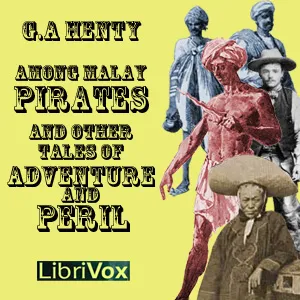 G.A HENTY
AMONG MALAY
PIRATES
AND OTHER
TALES OF
ADVENTURE
AND
PERIL
LibriVox